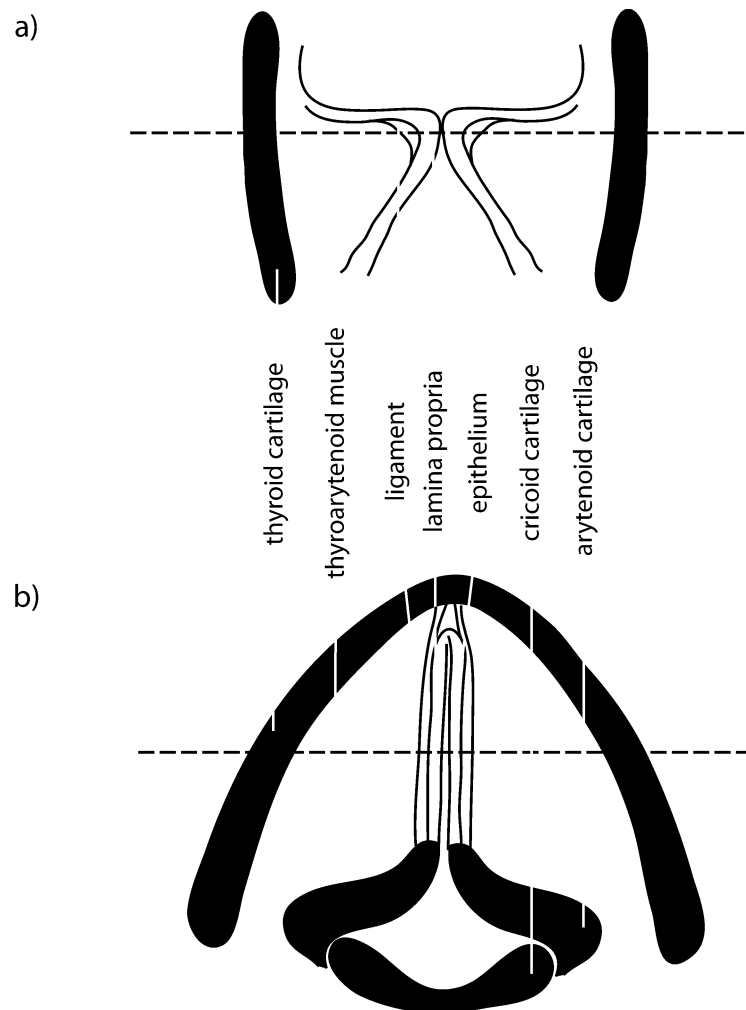 a)
thyroid cartilage
thyroarytenoid muscle
ligament
lamina propria
epithelium
cricoid cartilage
arytenoid cartilage
b)